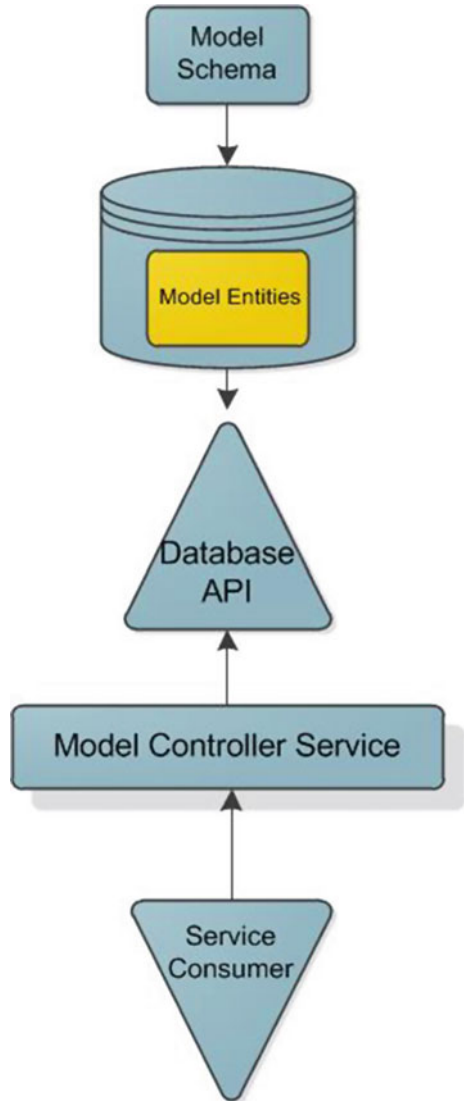 Model
Schema
Model Entities
Database
API
Model Controller Service
Service
Consumer